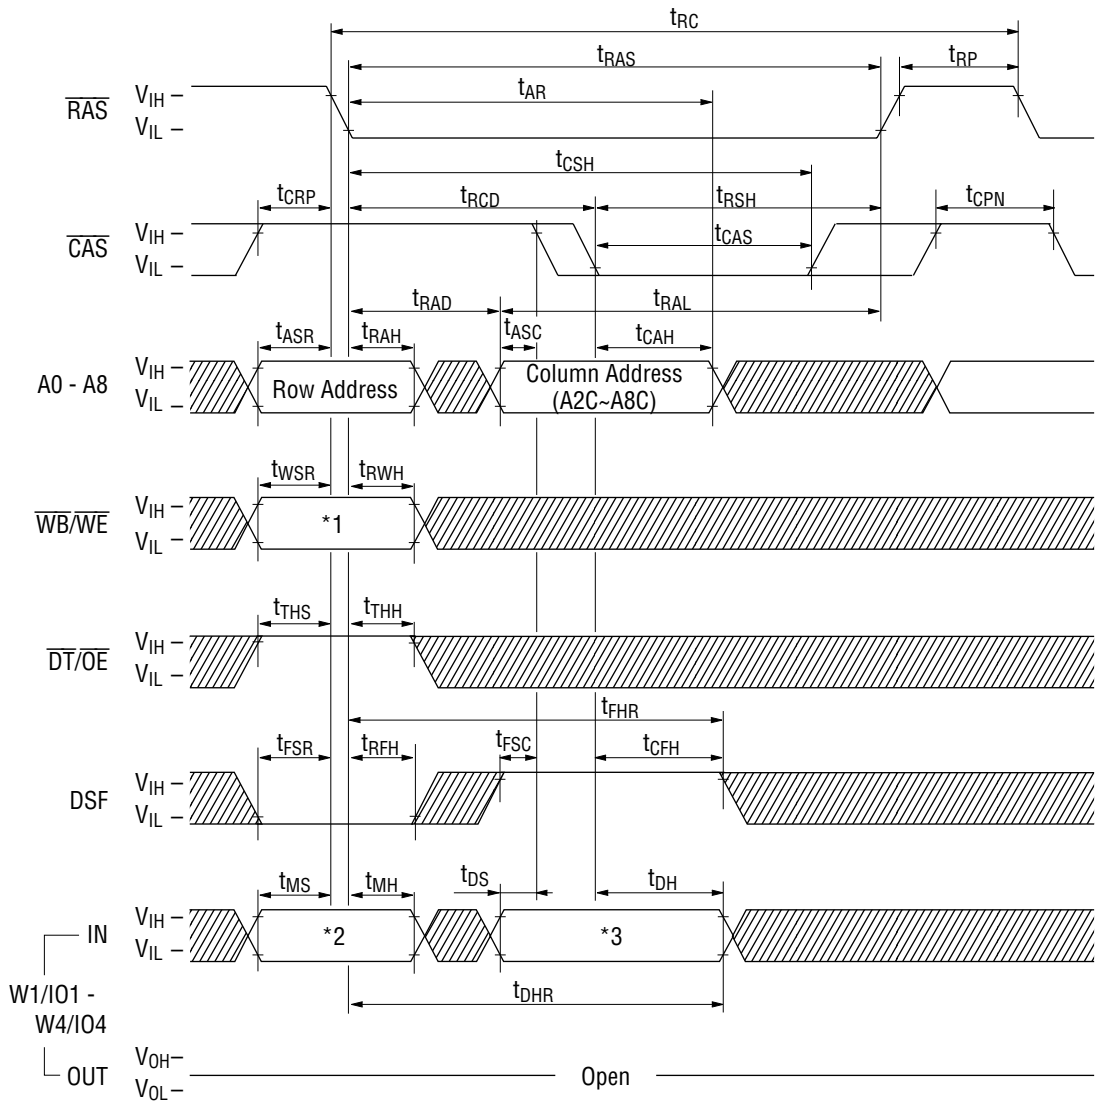 tRC
tRAS
tRP
tAR
RAS
VIH
VIL
tCSH
tCRP
tRCD
tRSH
tCPN
CAS
VIH
VIL
tCAS
tRAD
tRAL
tASR
tRAH
tASC
tCAH
A0 - A8
VIH
VIL
Row Address
Column Address
(A2C~A8C)
tWSR
tRWH
WB/WE
VIH
VIL
*1
tTHS
tTHH
DT/OE
VIH
VIL
tFHR
tFSR
tRFH
tFSC
tCFH
DSF
VIH
VIL
tMS
tMH
tDS
tDH
IN
VIH
VIL
*2
*3
W1/IO1 -
W4/IO4
tDHR
OUT
VOH
VOL
Open